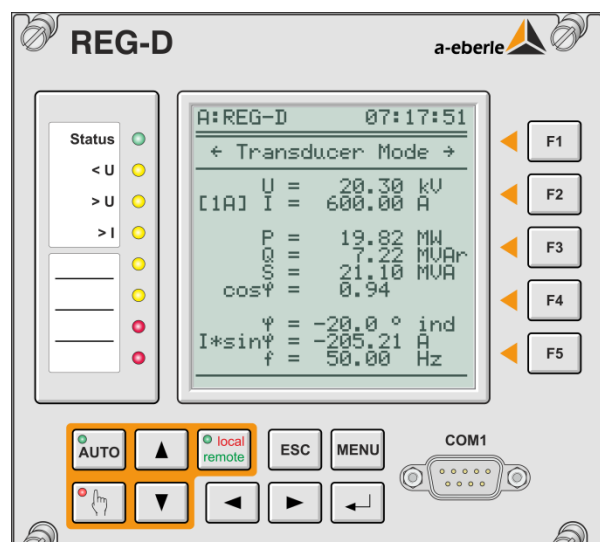 REG-D
a-eberle
Status
< U
> U
> I
A:REG-D 07:17:51
← Transducer Mode →
U = 20.30 kV
[1A] I = 600.00 A
P = 19.82 MW
Q = 7.22 MVAr
S = 21.10 MVA
cosφ = 0.94
φ = -20.0 ° ind
I*sinφ = -205.21 A
f = 50.00 Hz
F1
F2
F3
F4
F5
AUTO
local
remote
ESC
MENU
COM1